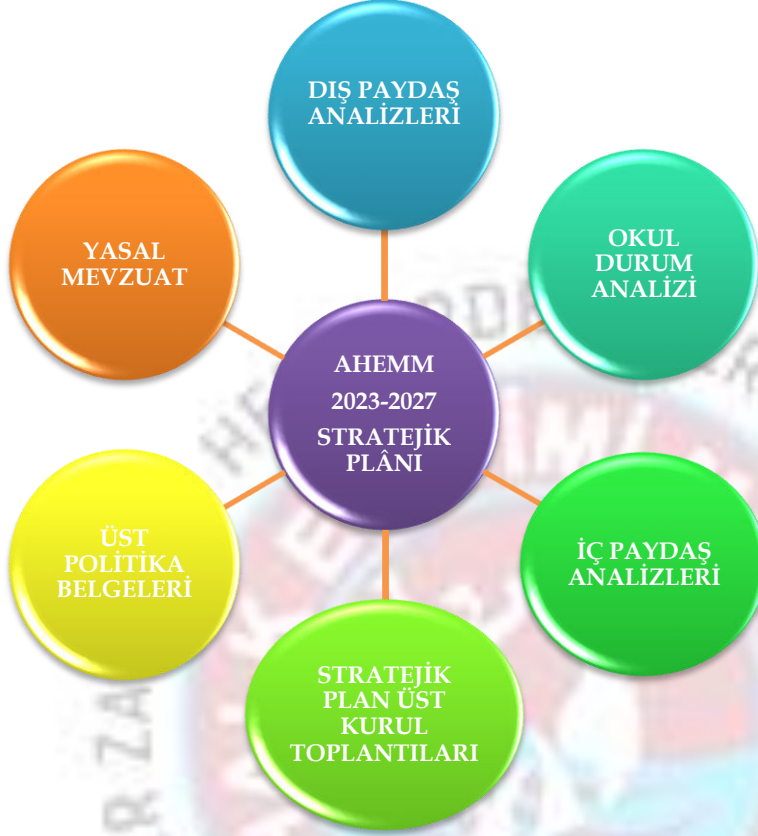 DIŞ PAYDAŞ
ANALİZLERİ
OKUL
DURUM
ANALİZİ
İÇ PAYDAŞ
ANALİZLERİ
STRATEJİK
PLAN ÜST
KURUL
TOPLANTILARI
ÜST
POLİTİKA
BELGELERİ
YASAL
MEVZUAT
AHEMM
2023-2027
STRATEJİK
PLÂNI